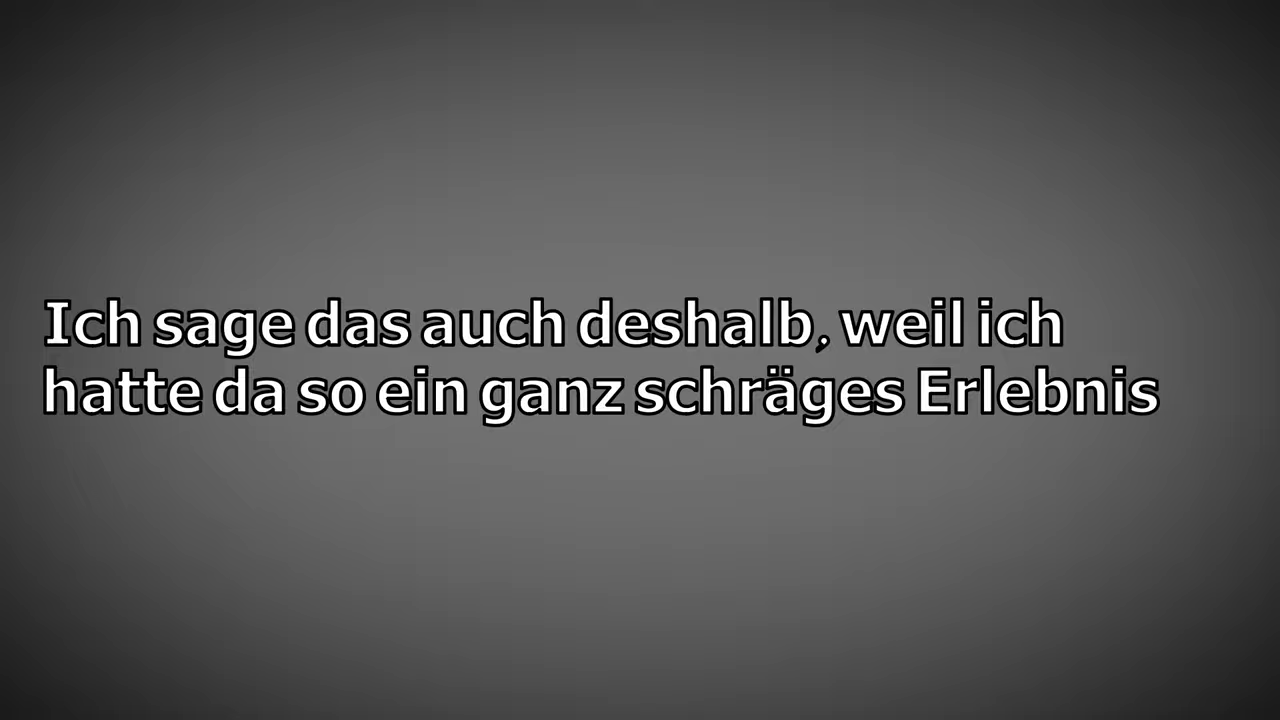 Ich sage das auch deshalb, weil ich
hatte da so ein ganz schräges Erlebnis